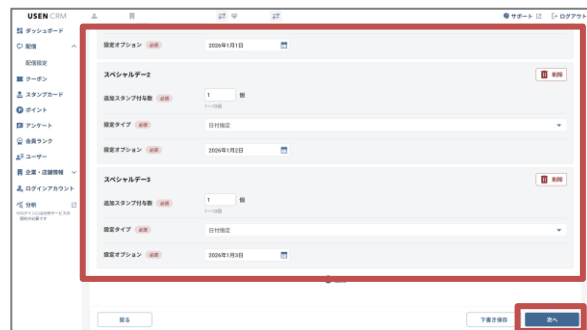 USEN CRM
サポート
ログアウト
ダッシュボード
配信
配信設定
クーポン
スタンプカード
ポイント
アンケート
会員ランク
ユーザー
企業・店舗情報
ログインアカウント
分析
設定オプション 必須 2026年1月1日
スペシャルデー2 削除
追加スタンプ付与数 必須 1 個
1〜10個
設定タイプ 必須 日付指定
設定オプション 必須 2026年1月2日
スペシャルデー3 削除
追加スタンプ付与数 必須 1 個
1〜10個
設定タイプ 必須 日付指定
設定オプション 必須 2026年1月3日
戻る 下書き保存 次へ